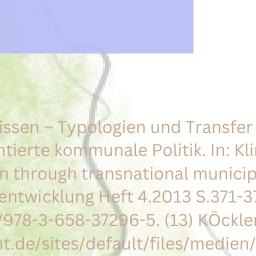 issen – Typologien und Transfer
ntierte kommunale Politik. In: Kli
n through transnational municip
entwicklung Heft 4.2013 S.371-37
/978-3-658-37296-5. (13) KÖckler
nt.de/sites/default/files/medien/